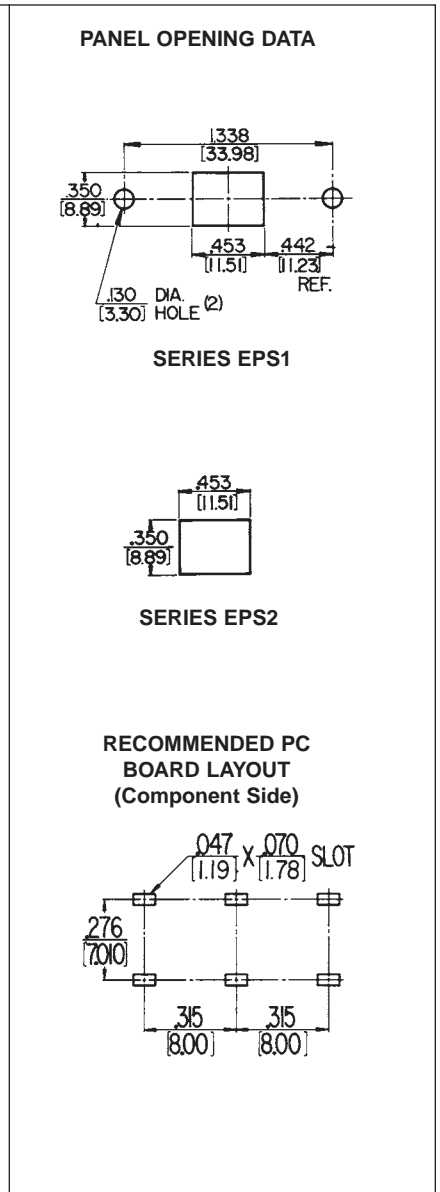 PANEL OPENING DATA
1.338
[33.98]
.350
[8.89]
.453
[11.51]
.442
[11.23]
REF.
.130 DIA.
[3.30] HOLE (2)
SERIES EPS1
.453
[11.51]
.350
[8.89]
SERIES EPS2
RECOMMENDED PC
BOARD LAYOUT
(Component Side)
.047 X .070 SLOT
[1.19] [1.78]
.276
[7.010]
.315 .315
[8.00] [8.00]